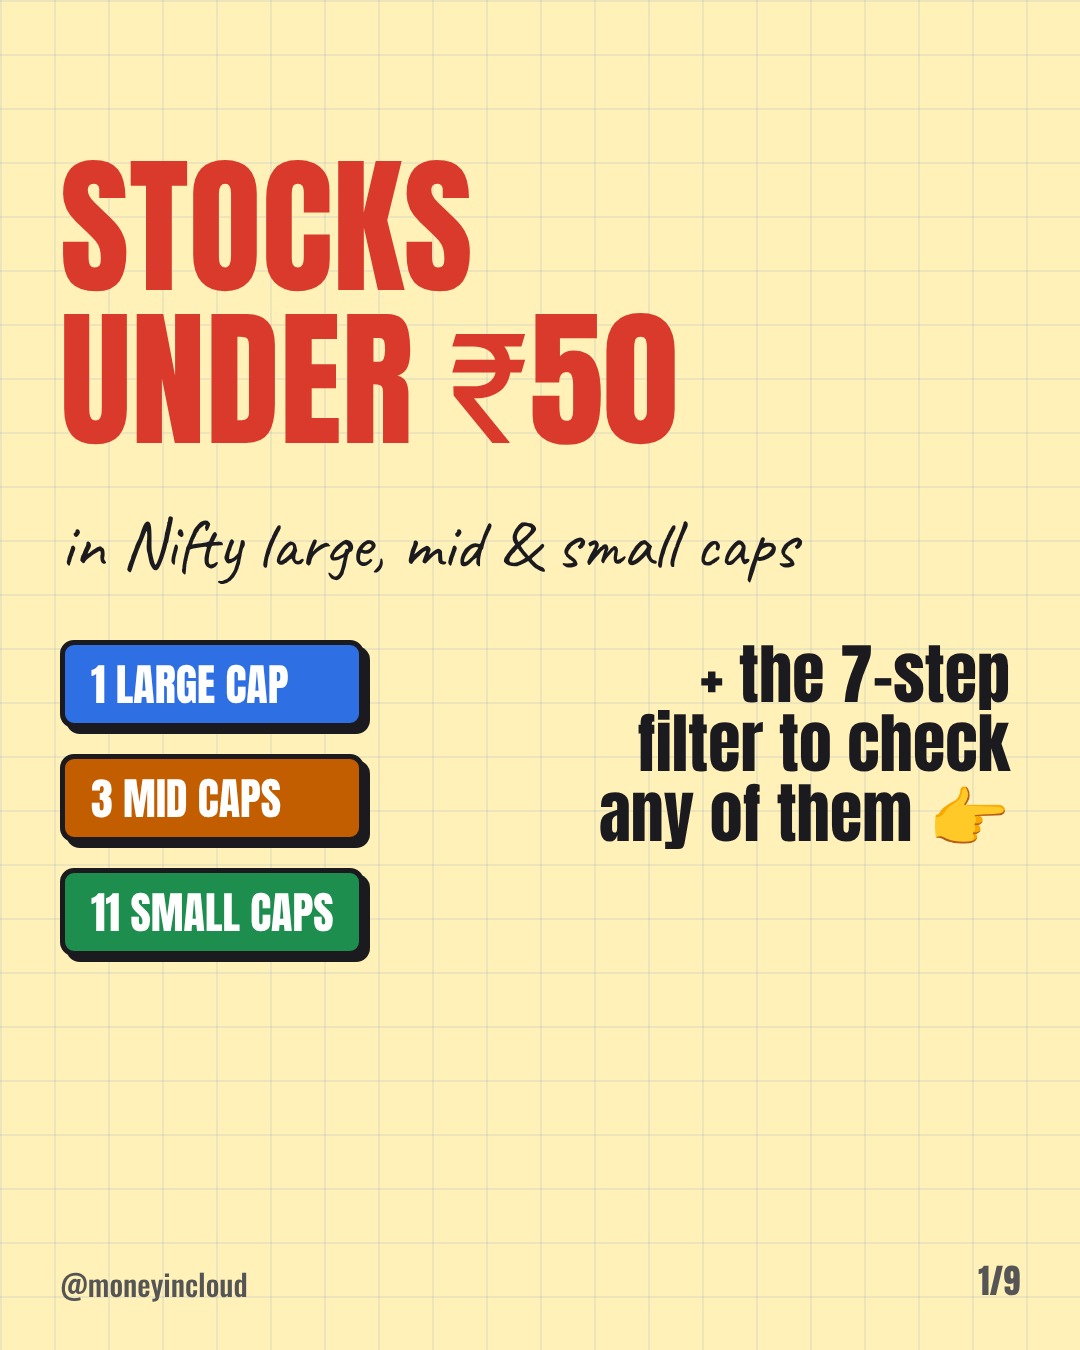 STOCKS
UNDER ₹50
in Nifty large, mid & small caps
1 LARGE CAP
3 MID CAPS
11 SMALL CAPS
+ the 7-step
filter to check
any of them 👉
@moneyincloud
1/9